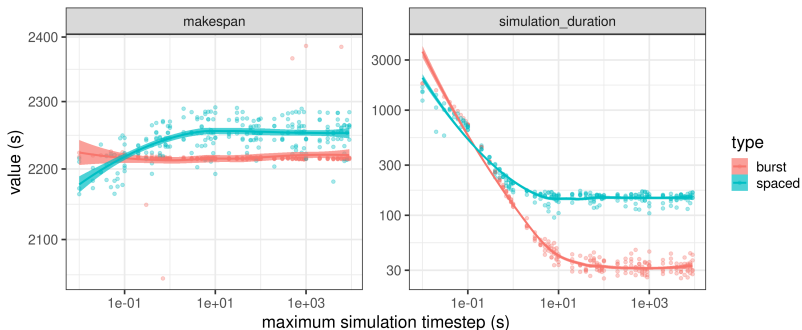 makespan
simulation_duration
value (s)
2400
2300
2200
2100
3000
1000
300
100
30
1e-01
1e+01
1e+03
1e-01
1e+01
1e+03
maximum simulation timestep (s)
type
burst
spaced